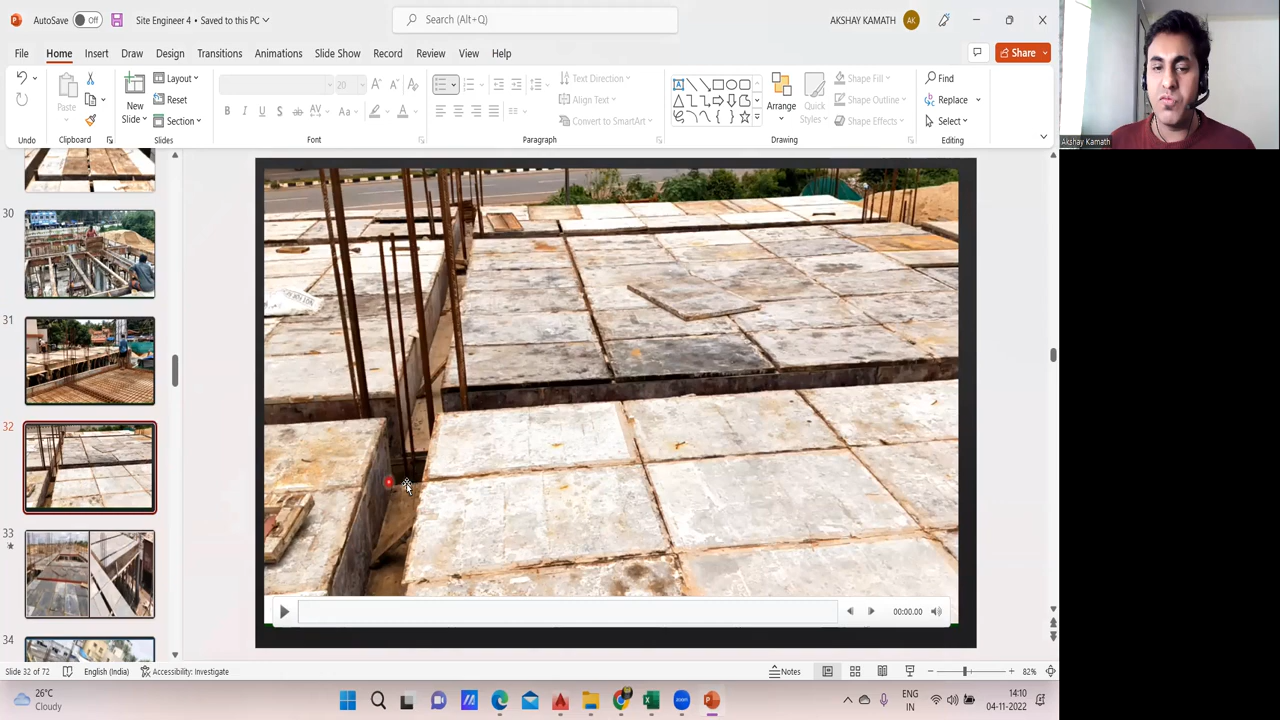 AutoSave Off Site Engineer 4 • Saved to this PC Search (Alt+Q) AKSHAY KAMATH AK
File Home Insert Draw Design Transitions Animations Slide Show Record Review View Help Share
Paste New Slide Layout Reset Section 20 Text Direction Align Text Convert to SmartArt Arrange Quick Styles Shape Fill Shape Outline Shape Effects Find Replace Select
B I U S ab AV Aa A
Undo Clipboard Slides Font Paragraph Drawing Editing
Akshay Kamath
30
31
32
33
34
00:00.00
Slide 32 of 72 English (India) Accessibility: Investigate Notes 82%
26°C
Cloudy
ENG
IN
14:10
04-11-2022